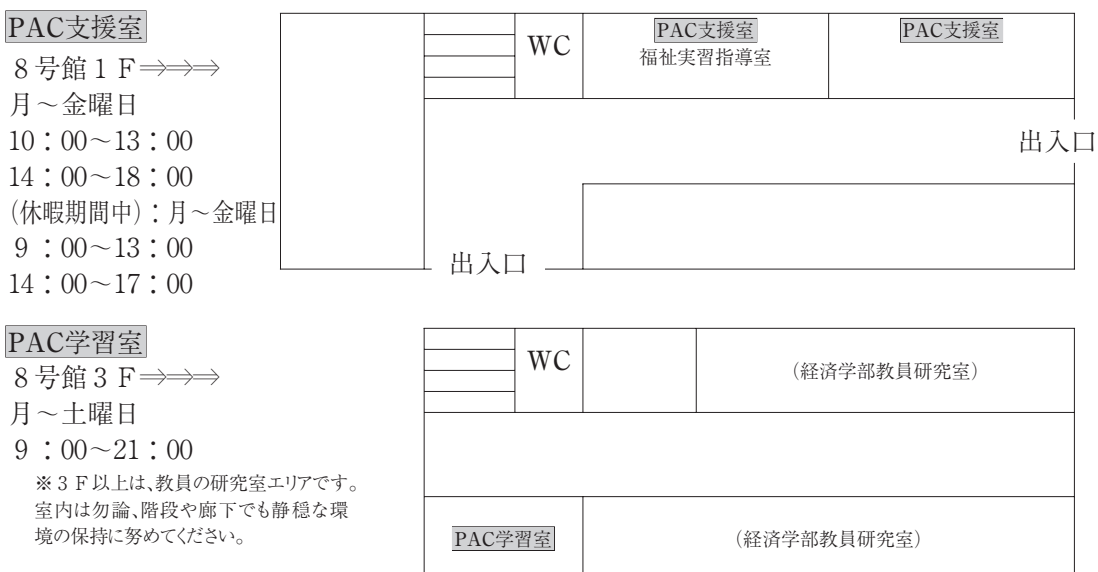 PAC支援室
8号館1F⇒⇒⇒
月~金曜日
10:00~13:00
14:00~18:00
(休暇期間中):月~金曜日
9:00~13:00
14:00~17:00
WC
PAC支援室
福祉実習指導室
PAC支援室
出入口
出入口
PAC学習室
8号館3F⇒⇒⇒
月~土曜日
9:00~21:00
※3F以上は、教員の研究室エリアです。
室内は勿論、階段や廊下でも静穏な環
境の保持に努めてください。
WC
(経済学部教員研究室)
PAC学習室
(経済学部教員研究室)